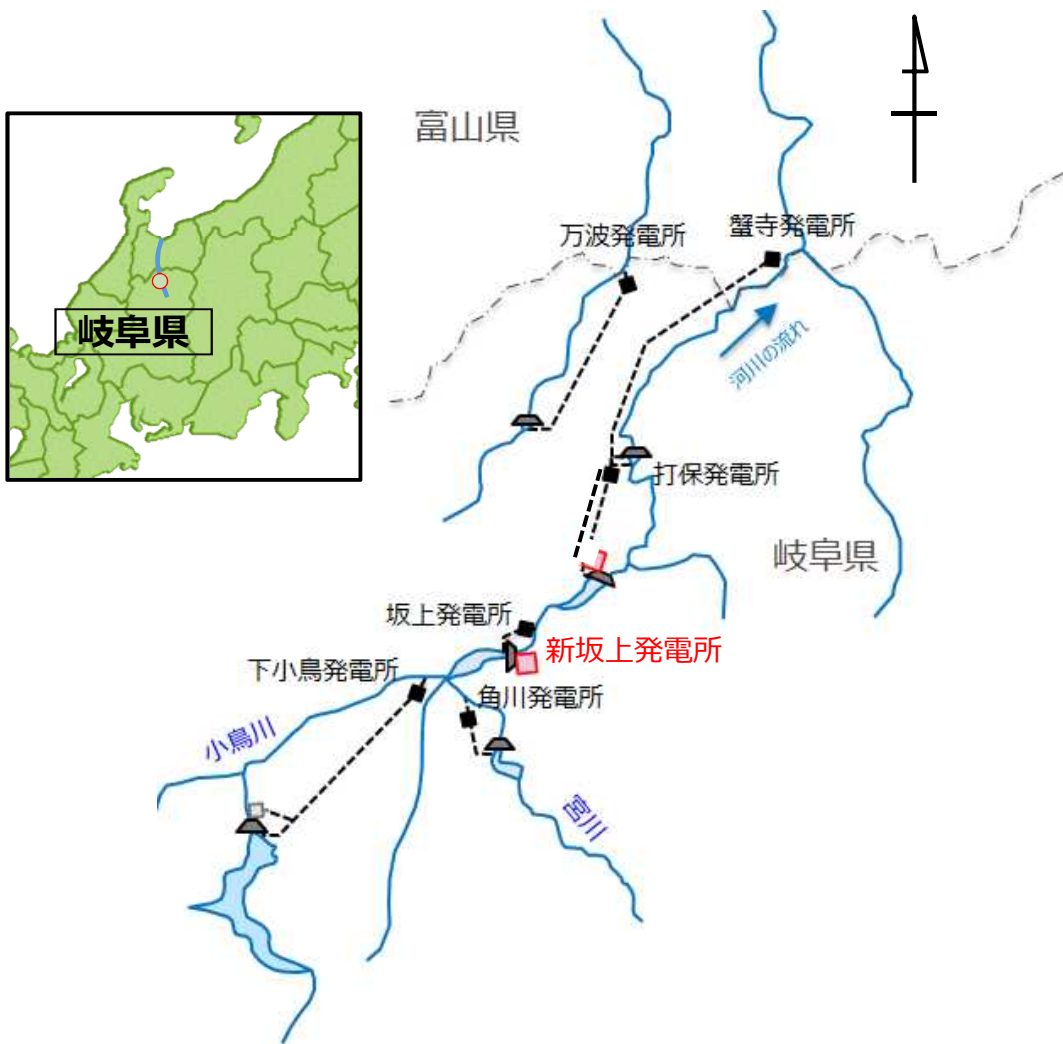 富山県
岐阜県
万波発電所
蟹寺発電所
河川の流れ
打保発電所
岐阜県
坂上発電所
新坂上発電所
下小鳥発電所
角川発電所
小鳥川
宮川